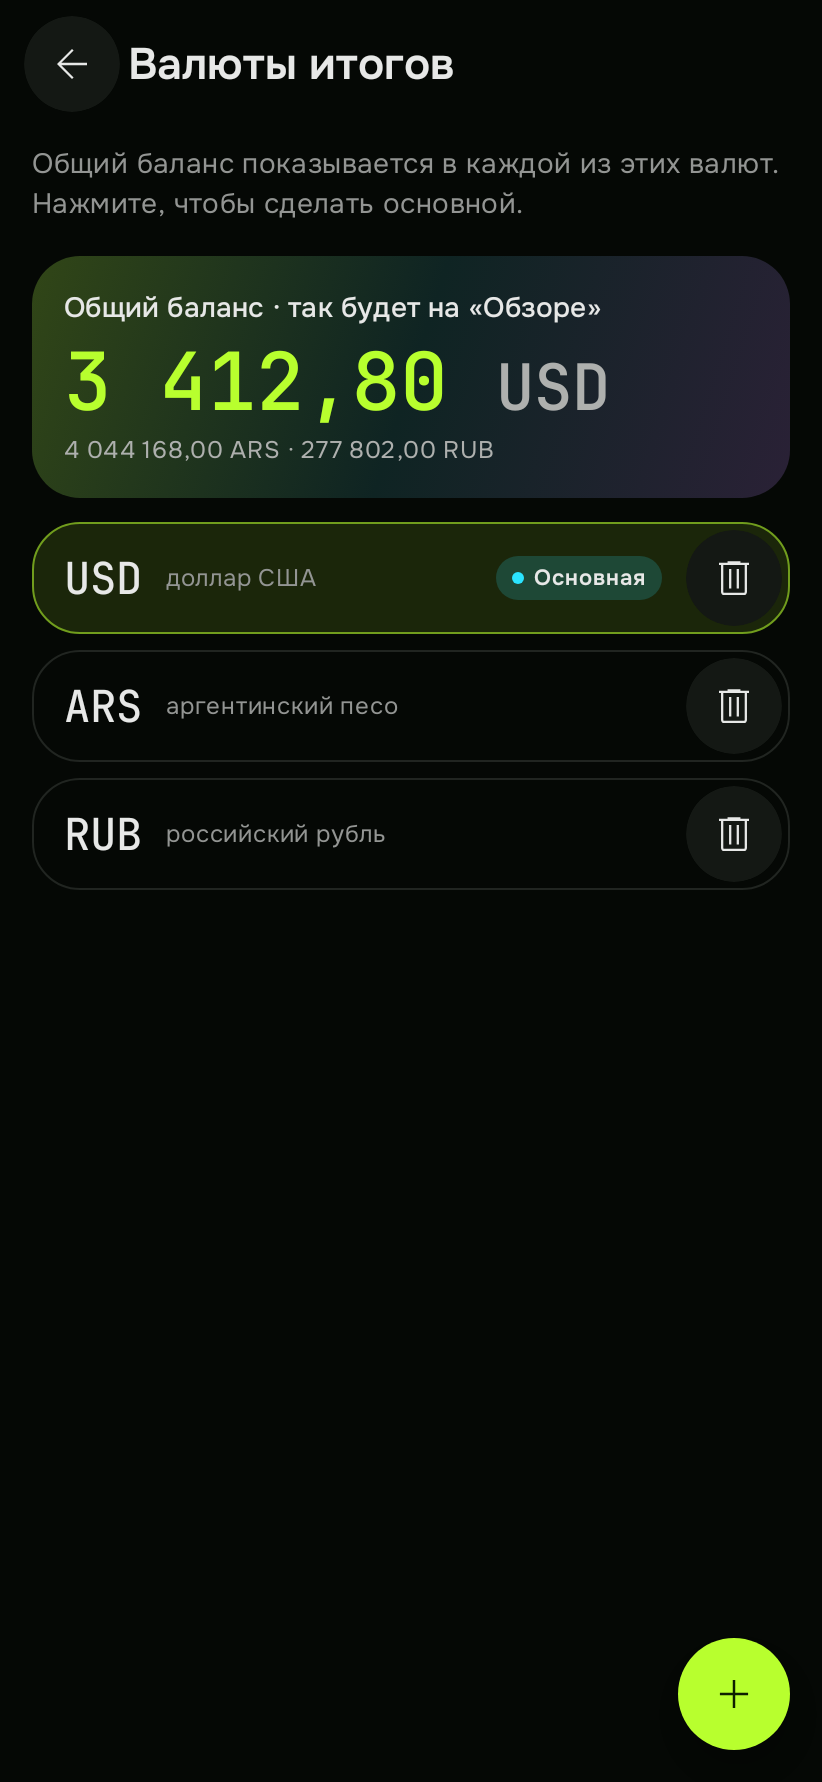 Валюты итогов
Общий баланс показывается в каждой из этих валют.
Нажмите, чтобы сделать основной.
Общий баланс · так будет на «Обзоре»
3 412,80 USD
4 044 168,00 ARS · 277 802,00 RUB
USD доллар США Основная
ARS аргентинский песо
RUB российский рубль